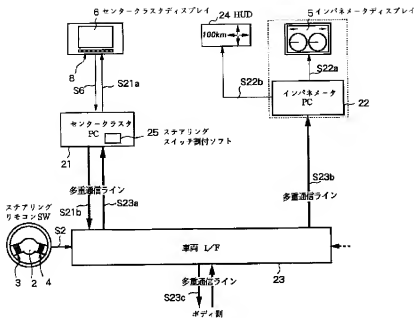 6 センタークラスタディスプレイ
8
S6
S21a
24 HUD
100km
5 インパネメータディスプレイ
S22a
S22b
インパネメータ
PC
22
センタークラスタ
PC
21
25 ステアリング
スイッチ割付ソフト
多重通信ライン
S21b
S23a
S23b
多重通信ライン
ステアリング
リモコンSW
S2
3
2
4
車両 I/F
23
多重通信ライン
S23c
ボディ側